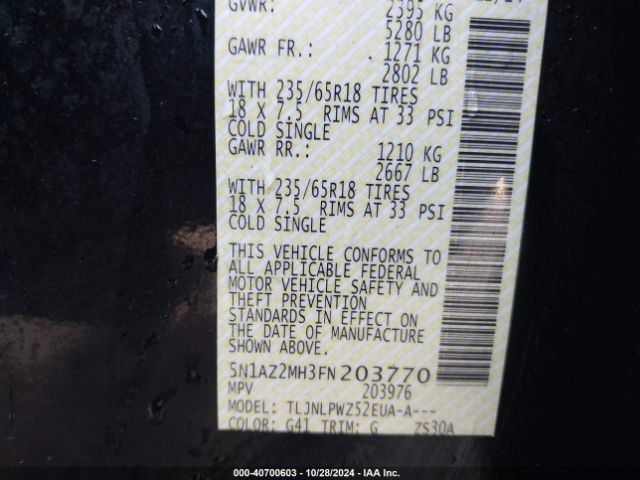 GVWR: 2395 KG
5280 LB
GAWR FR.: 1271 KG
2802 LB
WITH 235/65R18 TIRES
18 X 7.5 RIMS AT 33 PSI
COLD SINGLE
GAWR RR.: 1210 KG
2667 LB
WITH 235/65R18 TIRES
18 X 7.5 RIMS AT 33 PSI
COLD SINGLE
THIS VEHICLE CONFORMS TO
ALL APPLICABLE FEDERAL
MOTOR VEHICLE SAFETY AND
THEFT PREVENTION
STANDARDS IN EFFECT ON
THE DATE OF MANUFACTURE
SHOWN ABOVE.
5N1AZ2MH3FN203770
MPV 203976
MODEL: TLJNLPWZ52EUA-A---
COLOR: G41 TRIM: G ZS30A
000-40700603 • 10/28/2024 • IAA Inc.